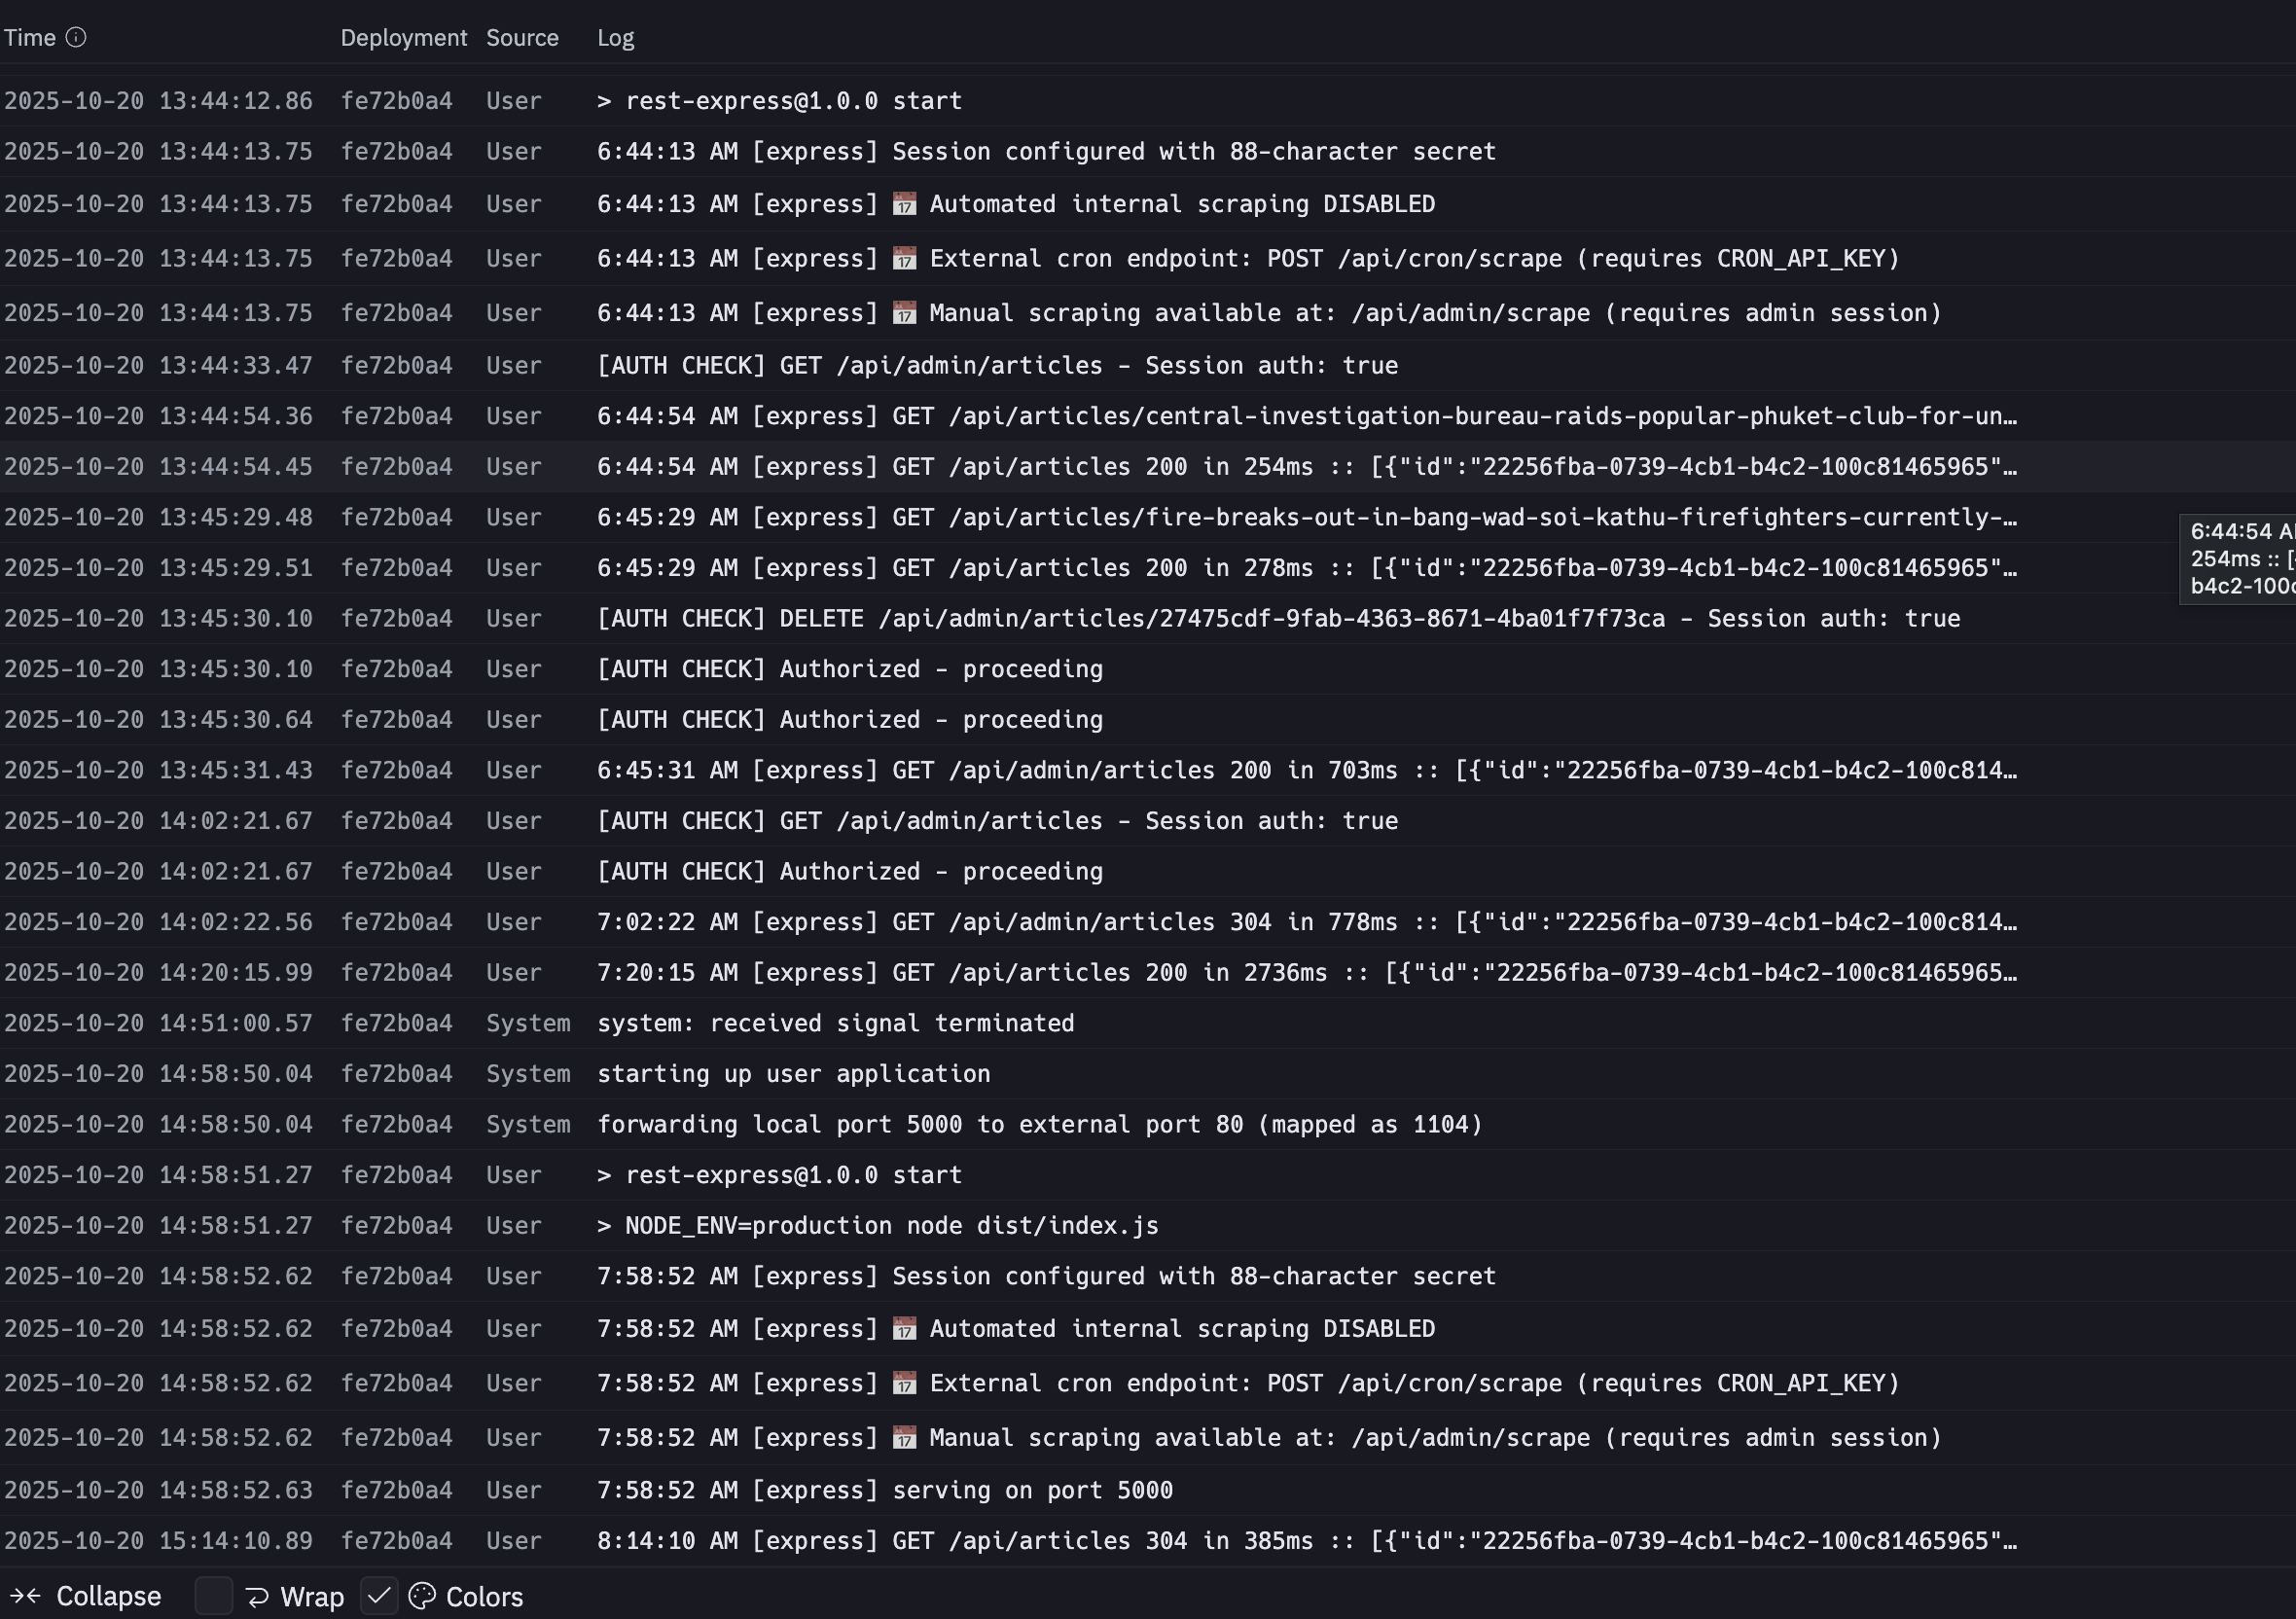 Time Deployment Source Log
2025-10-20 13:44:12.86 fe72b0a4 User > rest-express@1.0.0 start
2025-10-20 13:44:13.75 fe72b0a4 User 6:44:13 AM [express] Session configured with 88-character secret
2025-10-20 13:44:13.75 fe72b0a4 User 6:44:13 AM [express] 📅 Automated internal scraping DISABLED
2025-10-20 13:44:13.75 fe72b0a4 User 6:44:13 AM [express] 📅 External cron endpoint: POST /api/cron/scrape (requires CRON_API_KEY)
2025-10-20 13:44:13.75 fe72b0a4 User 6:44:13 AM [express] 📅 Manual scraping available at: /api/admin/scrape (requires admin session)
2025-10-20 13:44:33.47 fe72b0a4 User [AUTH CHECK] GET /api/admin/articles - Session auth: true
2025-10-20 13:44:54.36 fe72b0a4 User 6:44:54 AM [express] GET /api/articles/central-investigation-bureau-raids-popular-phuket-club-for-un…
2025-10-20 13:44:54.45 fe72b0a4 User 6:44:54 AM [express] GET /api/articles 200 in 254ms :: [{"id":"22256fba-0739-4cb1-b4c2-100c81465965"…
2025-10-20 13:45:29.48 fe72b0a4 User 6:45:29 AM [express] GET /api/articles/fire-breaks-out-in-bang-wad-soi-kathu-firefighters-currently-…
6:44:54 A
254ms :: [
b4c2-100c
2025-10-20 13:45:29.51 fe72b0a4 User 6:45:29 AM [express] GET /api/articles 200 in 278ms :: [{"id":"22256fba-0739-4cb1-b4c2-100c81465965"…
2025-10-20 13:45:30.10 fe72b0a4 User [AUTH CHECK] DELETE /api/admin/articles/27475cdf-9fab-4363-8671-4ba01f7f73ca - Session auth: true
2025-10-20 13:45:30.10 fe72b0a4 User [AUTH CHECK] Authorized - proceeding
2025-10-20 13:45:30.64 fe72b0a4 User [AUTH CHECK] Authorized - proceeding
2025-10-20 13:45:31.43 fe72b0a4 User 6:45:31 AM [express] GET /api/admin/articles 200 in 703ms :: [{"id":"22256fba-0739-4cb1-b4c2-100c814…
2025-10-20 14:02:21.67 fe72b0a4 User [AUTH CHECK] GET /api/admin/articles - Session auth: true
2025-10-20 14:02:21.67 fe72b0a4 User [AUTH CHECK] Authorized - proceeding
2025-10-20 14:02:22.56 fe72b0a4 User 7:02:22 AM [express] GET /api/admin/articles 304 in 778ms :: [{"id":"22256fba-0739-4cb1-b4c2-100c814…
2025-10-20 14:20:15.99 fe72b0a4 User 7:20:15 AM [express] GET /api/articles 200 in 2736ms :: [{"id":"22256fba-0739-4cb1-b4c2-100c81465965…
2025-10-20 14:51:00.57 fe72b0a4 System system: received signal terminated
2025-10-20 14:58:50.04 fe72b0a4 System starting up user application
2025-10-20 14:58:50.04 fe72b0a4 System forwarding local port 5000 to external port 80 (mapped as 1104)
2025-10-20 14:58:51.27 fe72b0a4 User > rest-express@1.0.0 start
2025-10-20 14:58:51.27 fe72b0a4 User > NODE_ENV=production node dist/index.js
2025-10-20 14:58:52.62 fe72b0a4 User 7:58:52 AM [express] Session configured with 88-character secret
2025-10-20 14:58:52.62 fe72b0a4 User 7:58:52 AM [express] 📅 Automated internal scraping DISABLED
2025-10-20 14:58:52.62 fe72b0a4 User 7:58:52 AM [express] 📅 External cron endpoint: POST /api/cron/scrape (requires CRON_API_KEY)
2025-10-20 14:58:52.62 fe72b0a4 User 7:58:52 AM [express] 📅 Manual scraping available at: /api/admin/scrape (requires admin session)
2025-10-20 14:58:52.63 fe72b0a4 User 7:58:52 AM [express] serving on port 5000
2025-10-20 15:14:10.89 fe72b0a4 User 8:14:10 AM [express] GET /api/articles 304 in 385ms :: [{"id":"22256fba-0739-4cb1-b4c2-100c81465965"…
Collapse Wrap Colors